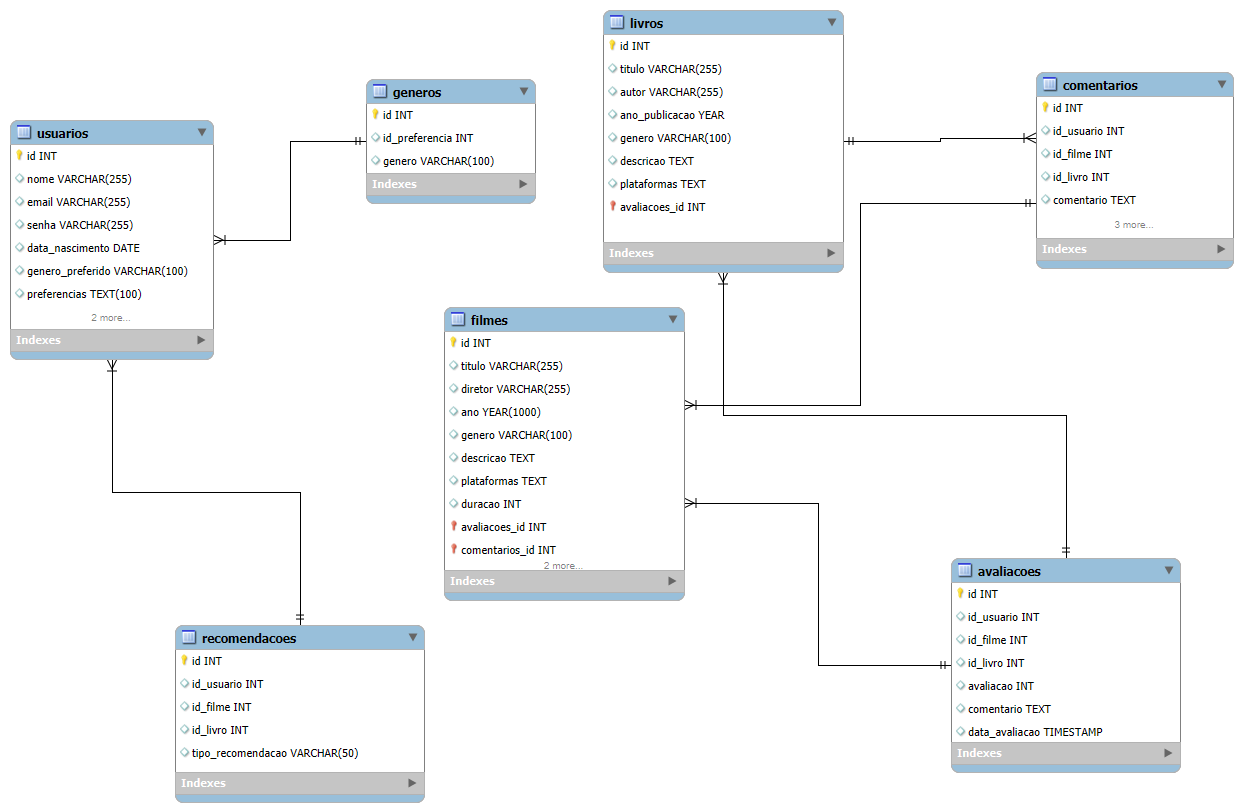 usuarios
id INT
nome VARCHAR(255)
email VARCHAR(255)
senha VARCHAR(255)
data_nascimento DATE
genero_preferido VARCHAR(100)
preferencias TEXT(100)
2 more...
Indexes
generos
id INT
id_preferencia INT
genero VARCHAR(100)
Indexes
livros
id INT
titulo VARCHAR(255)
autor VARCHAR(255)
ano_publicacao YEAR
genero VARCHAR(100)
descricao TEXT
plataformas TEXT
avaliacoes_id INT
Indexes
comentarios
id INT
id_usuario INT
id_filme INT
id_livro INT
comentario TEXT
3 more...
Indexes
filmes
id INT
titulo VARCHAR(255)
diretor VARCHAR(255)
ano YEAR(1000)
genero VARCHAR(100)
descricao TEXT
plataformas TEXT
duracao INT
avaliacoes_id INT
comentarios_id INT
2 more...
Indexes
recomendacoes
id INT
id_usuario INT
id_filme INT
id_livro INT
tipo_recomendacao VARCHAR(50)
Indexes
avaliacoes
id INT
id_usuario INT
id_filme INT
id_livro INT
avaliacao INT
comentario TEXT
data_avaliacao TIMESTAMP
Indexes